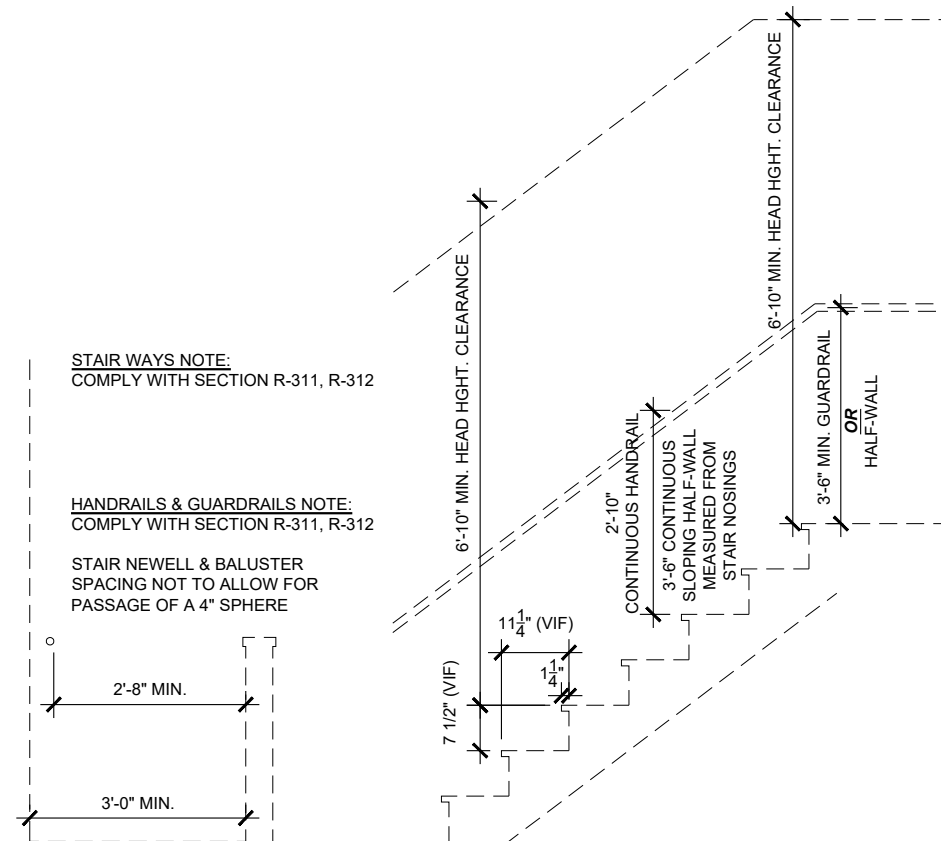 STAIR WAYS NOTE:
COMPLY WITH SECTION R-311, R-312
HANDRAILS & GUARDRAILS NOTE:
COMPLY WITH SECTION R-311, R-312
STAIR NEWELL & BALUSTER
SPACING NOT TO ALLOW FOR
PASSAGE OF A 4" SPHERE
2'-8" MIN.
3'-0" MIN.
6'-10" MIN. HEAD HGHT. CLEARANCE
7 1/2" (VIF)
11 1/4" (VIF)
1 1/4"
2'-10"
CONTINUOUS HANDRAIL
3'-6" CONTINUOUS
SLOPING HALF-WALL
MEASURED FROM
STAIR NOSINGS
6'-10" MIN. HEAD HGHT. CLEARANCE
3'-6" MIN. GUARDRAIL
OR
HALF-WALL